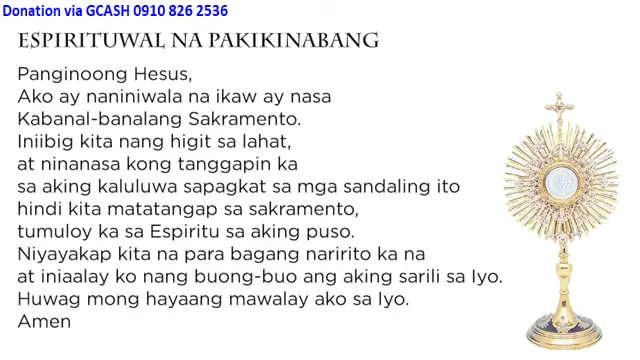 Donation via GCASH 0910 826 2536
ESPIRITUWAL NA PAKIKINABANG
Panginoong Hesus,
Ako ay naniniwala na ikaw ay nasa
Kabanal-banalang Sakramento.
Iniibig kita nang higit sa lahat,
at ninanasa kong tanggapin ka
sa aking kaluluwa sapagkat sa mga sandaling ito
hindi kita matatangap sa sakramento,
tumuloy ka sa Espiritu sa aking puso.
Niyayakap kita na para bagang naririto ka na
at iniaalay ko nang buong-buo ang aking sarili sa Iyo.
Huwag mong hayaang mawalay ako sa Iyo.
Amen